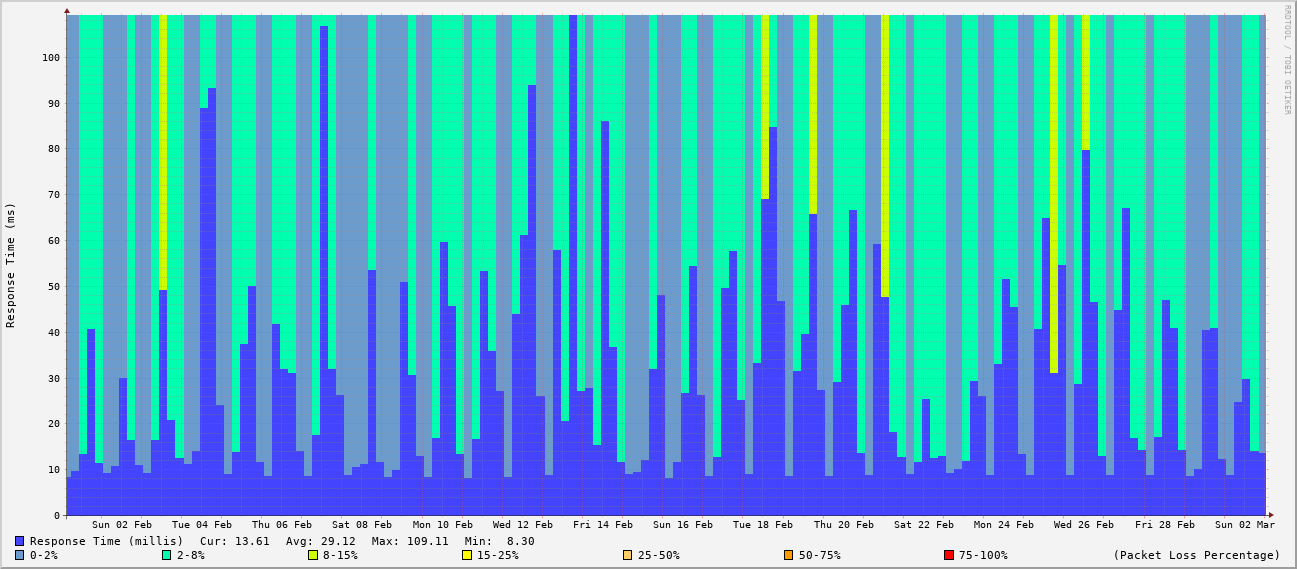 RRDTOOL / TOBI OETIKER
Response Time (ms)
100
90
80
70
60
50
40
30
20
10
0
Sun 02 Feb Tue 04 Feb Thu 06 Feb Sat 08 Feb Mon 10 Feb Wed 12 Feb Fri 14 Feb Sun 16 Feb Tue 18 Feb Thu 20 Feb Sat 22 Feb Mon 24 Feb Wed 26 Feb Fri 28 Feb Sun 02 Mar
Response Time (millis) Cur: 13.61 Avg: 29.12 Max: 109.11 Min: 8.30
0-2% 2-8% 8-15% 15-25% 25-50% 50-75% 75-100% (Packet Loss Percentage)